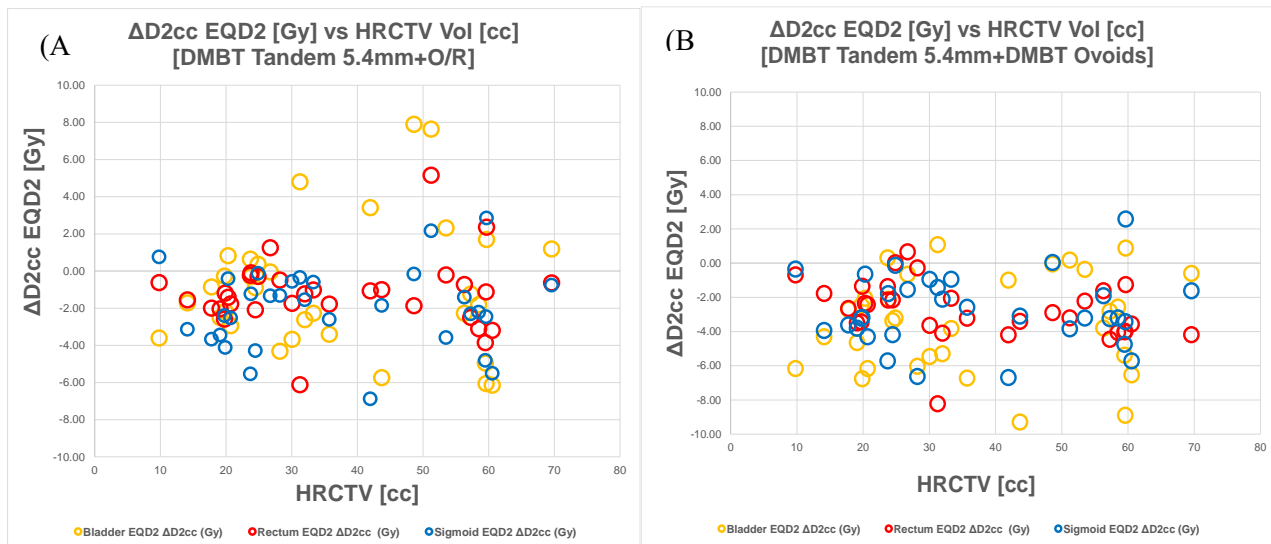 (A
ΔD2cc EQD2 [Gy] vs HRCTV Vol [cc]
[DMBT Tandem 5.4mm+O/R]
10.00
8.00
6.00
4.00
2.00
0.00
-2.00
-4.00
-6.00
-8.00
-10.00
ΔD2cc EQD2 [Gy]
0 10 20 30 40 50 60 70 80
HRCTV [cc]
Bladder EQD2 ΔD2cc (Gy) Rectum EQD2 ΔD2cc (Gy) Sigmoid EQD2 ΔD2cc (Gy)
(B
ΔD2cc EQD2 [Gy] vs HRCTV Vol [cc]
[DMBT Tandem 5.4mm+DMBT Ovoids]
10.00
8.00
6.00
4.00
2.00
0.00
-2.00
-4.00
-6.00
-8.00
-10.00
ΔD2cc EQD2 [Gy]
0 10 20 30 40 50 60 70 80
HRCTV [cc]
Bladder EQD2 ΔD2cc (Gy) Rectum EQD2 ΔD2cc (Gy) Sigmoid EQD2 ΔD2cc (Gy)